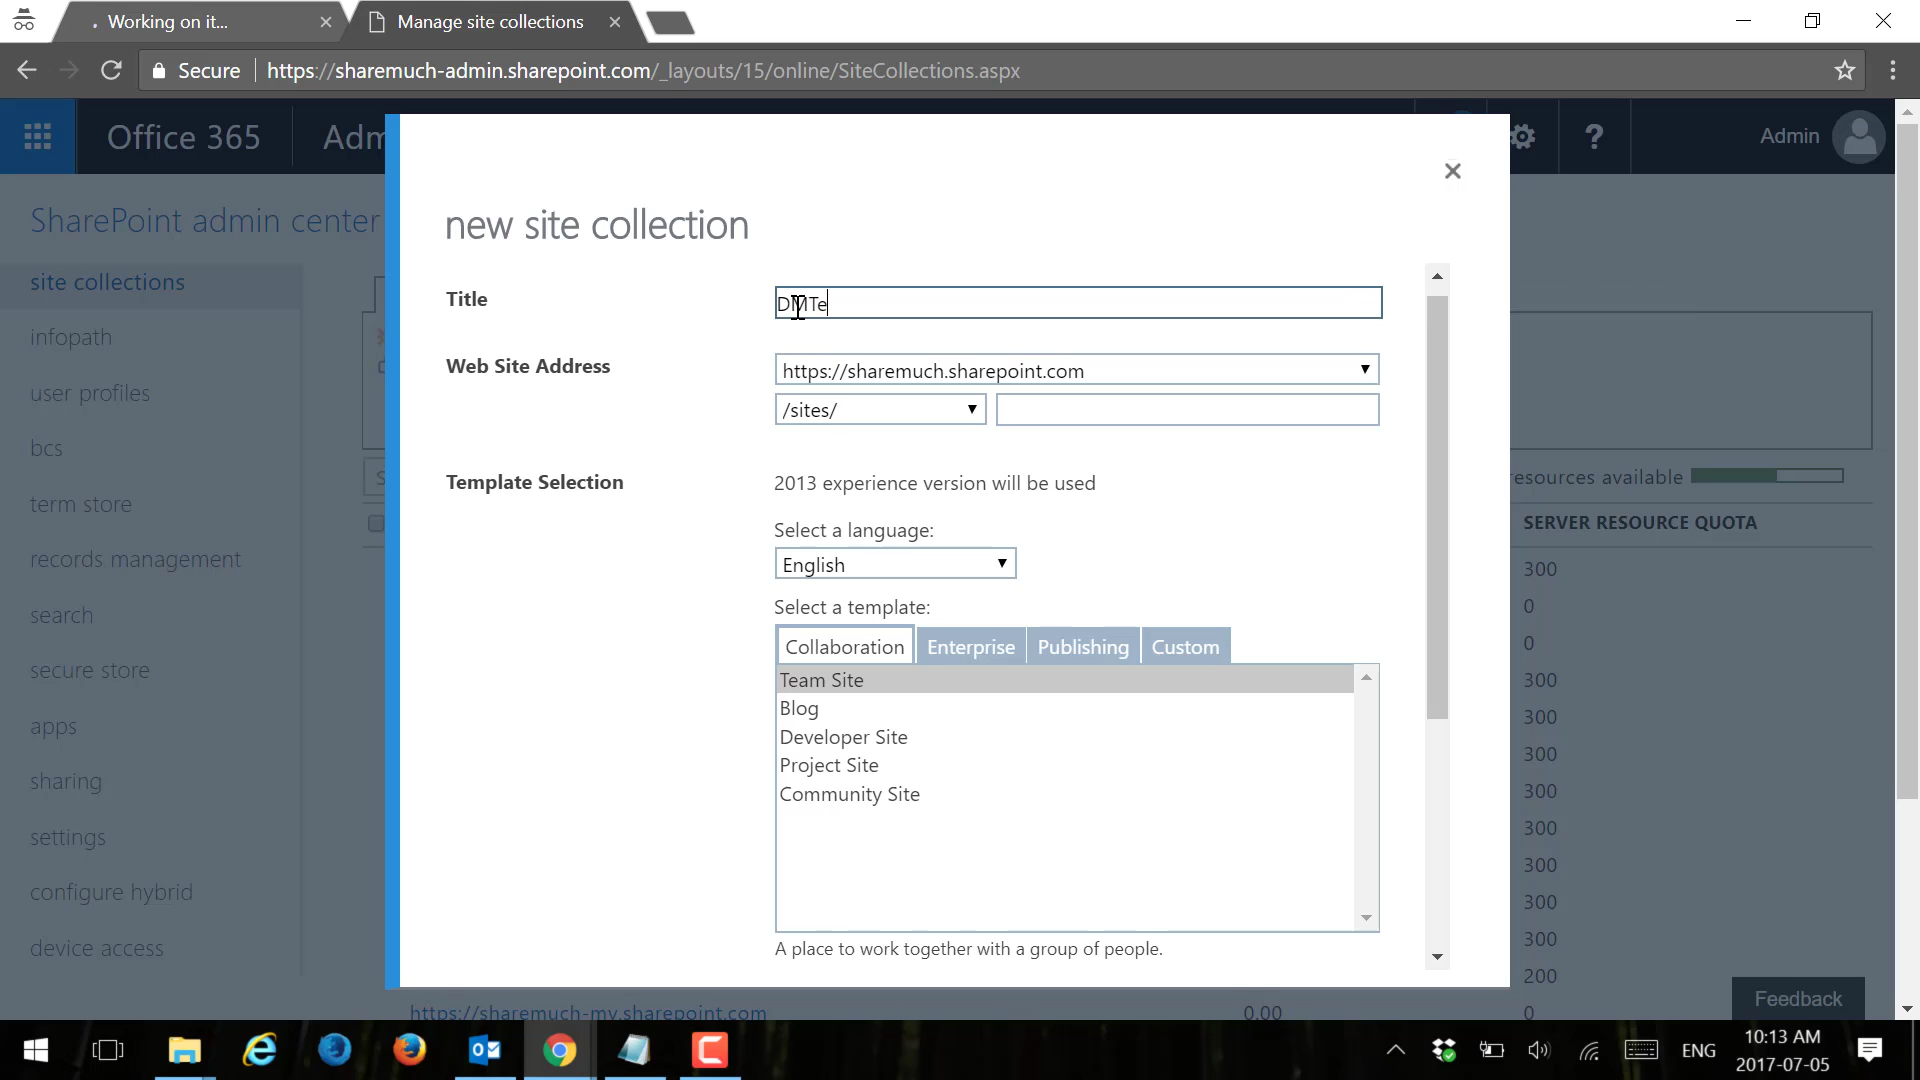 Working on it...
Manage site collections
Secure
https://sharemuch-admin.sharepoint.com/_layouts/15/online/SiteCollections.aspx
Office 365
Adm
?
Admin
SharePoint admin center
site collections
infopath
user profiles
bcs
term store
records management
search
secure store
apps
sharing
settings
configure hybrid
device access
new site collection
Title
DMTe
Web Site Address
https://sharemuch.sharepoint.com
/sites/
Template Selection
2013 experience version will be used
Select a language:
English
Select a template:
Collaboration
Enterprise
Publishing
Custom
Team Site
Blog
Developer Site
Project Site
Community Site
A place to work together with a group of people.
resources available
SERVER RESOURCE QUOTA
300
0
0
300
300
300
300
300
300
300
300
200
https://sharemuch-my.sharepoint.com
0.00
0
Feedback
ENG
10:13 AM
2017-07-05